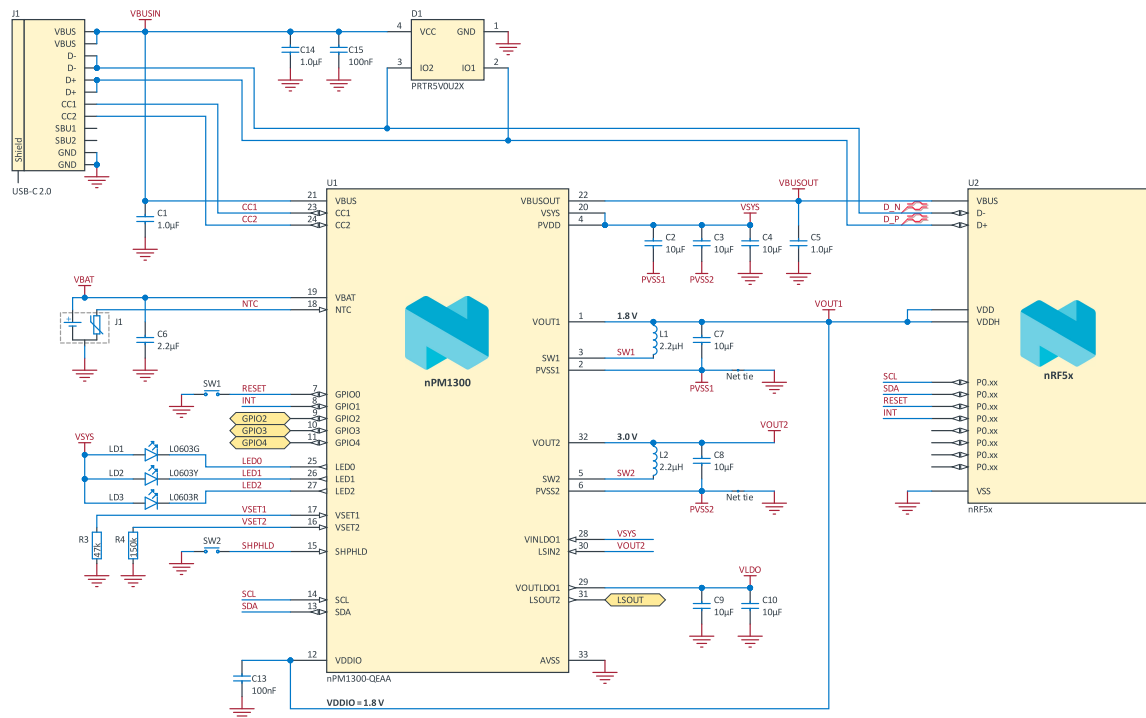 J1
VBUS
VBUS
D-
D-
D+
D+
CC1
CC2
SBU1
SBU2
GND
GND
Shield
USB-C 2.0
VBUSIN
C14
1.0µF
C15
100nF
D1
4 VCC GND 1
3 IO2 IO1 2
PRTR5V0U2X
C1
1.0µF
CC1
CC2
U1
21 VBUS
23 CC1
24 CC2
19 VBAT
18 NTC
7 GPIO0
8 GPIO1
9 GPIO2
10 GPIO3
11 GPIO4
25 LED0
26 LED1
27 LED2
17 VSET1
16 VSET2
15 SHPHLD
14 SCL
13 SDA
12 VDDIO
nPM1300
VBUSOUT 22
VSYS 20
PVDD 4
VOUT1 1
SW1 3
PVSS1 2
VOUT2 32
SW2 5
PVSS2 6
VINLDO1 28
LSIN2 30
VOUTLDO1 29
LSOUT2 31
AVSS 33
nPM1300-QEAA
VBAT
NTC
J1
C6
2.2µF
SW1
RESET
INT
GPIO2
GPIO3
GPIO4
VSYS
LD1 L0603G
LD2 L0603Y
LD3 L0603R
LED0
LED1
LED2
VSET1
VSET2
R3
47k
R4
150k
SW2
SHPHLD
SCL
SDA
C13
100nF
VDDIO = 1.8 V
VSYS
C2
10µF
C3
10µF
C4
10µF
PVSS1
PVSS2
VBUSOUT
C5
1.0µF
1.8 V
VOUT1
L1
2.2µH
C7
10µF
SW1
PVSS1
Net tie
3.0 V
VOUT2
L2
2.2µH
C8
10µF
SW2
PVSS2
Net tie
VSYS
VOUT2
VLDO
LSOUT
C9
10µF
C10
10µF
D_N
D_P
U2
VBUS
D-
D+
VDD
VDDH
nRF5x
SCL
SDA
RESET
INT
P0.xx
P0.xx
P0.xx
P0.xx
P0.xx
P0.xx
P0.xx
P0.xx
VSS
nRF5x